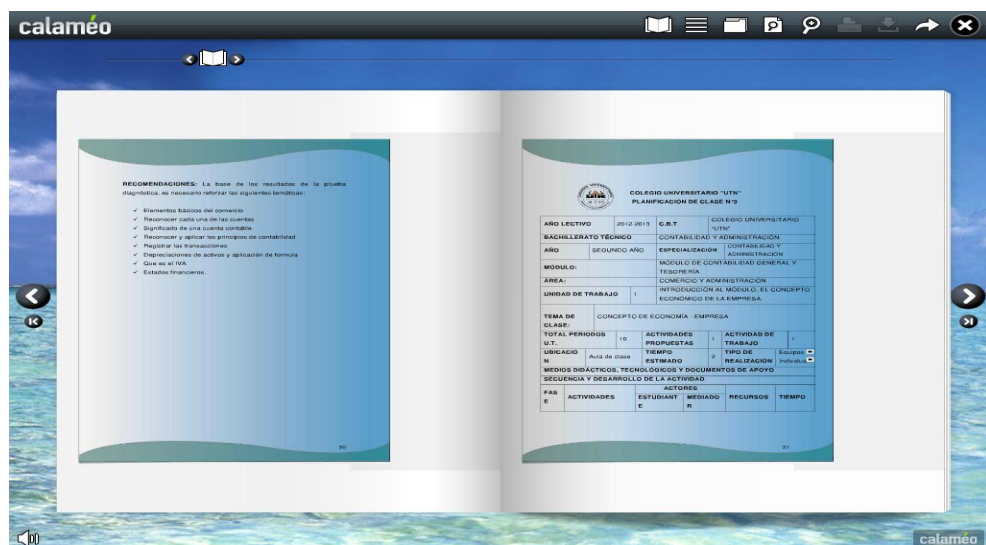 calaméo
RECOMENDACIONES: La base de los resultados de la prueba
diagnóstica, es necesario reforzar las siguientes temáticas:
✓ Elementos básicos del comercio
✓ Reconocer cada una de las cuentas
✓ Significado de una cuenta contable
✓ Reconocer y aplicar los principios de contabilidad
✓ Registrar las transacciones
✓ Depreciaciones de activos y aplicación de formula
✓ Que es el IVA
✓ Estados financieros.
30
COLEGIO UNIVERSITARIO "UTN"
PLANIFICACIÓN DE CLASE N°3
AÑO LECTIVO 2012-2013 C.B.T COLEGIO UNIVERSITARIO
"UTN"
BACHILLERATO TÉCNICO CONTABILIDAD Y ADMINISTRACIÓN
AÑO SEGUNDO AÑO ESPECIALIZACIÓN CONTABILIDAD Y
ADMINISTRACIÓN
MÓDULO: MÓDULO DE CONTABILIDAD GENERAL Y
TESORERÍA
ÁREA: COMERCIO Y ADMINISTRACIÓN
UNIDAD DE TRABAJO 1 INTRODUCCIÓN AL MÓDULO, EL CONCEPTO
ECONÓMICO DE LA EMPRESA.
TEMA DE
CLASE: CONCEPTO DE ECONOMÍA - EMPRESA
TOTAL PERIODOS
U.T. 10 ACTIVIDADES
PROPUESTAS 1 ACTIVIDAD DE
TRABAJO 1
UBICACIÓ
N Aula de clase TIEMPO
ESTIMADO 2 TIPO DE
REALIZACIÓN Equipos
Individua
MEDIOS DIDÁCTICOS, TECNOLÓGICOS Y DOCUMENTOS DE APOYO
SECUENCIA Y DESARROLLO DE LA ACTIVIDAD
FAS
E ACTIVIDADES ACTORES
ESTUDIANT
E MEDIADO
R RECURSOS TIEMPO
31
calaméo